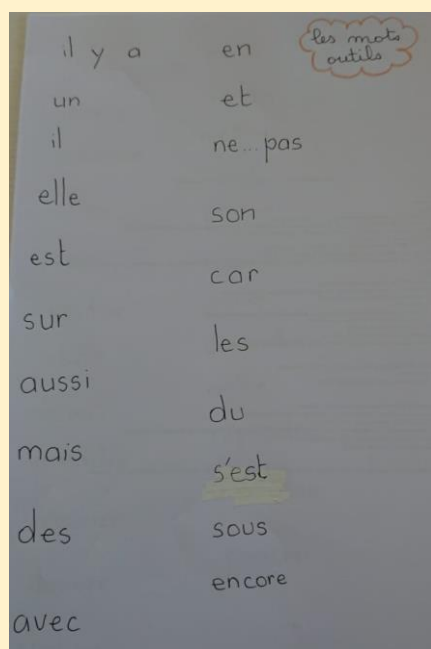 les mots
outils
il y a
un
il
elle
est
sur
aussi
mais
des
avec
en
et
ne...pas
son
car
les
du
s'est
sous
encore